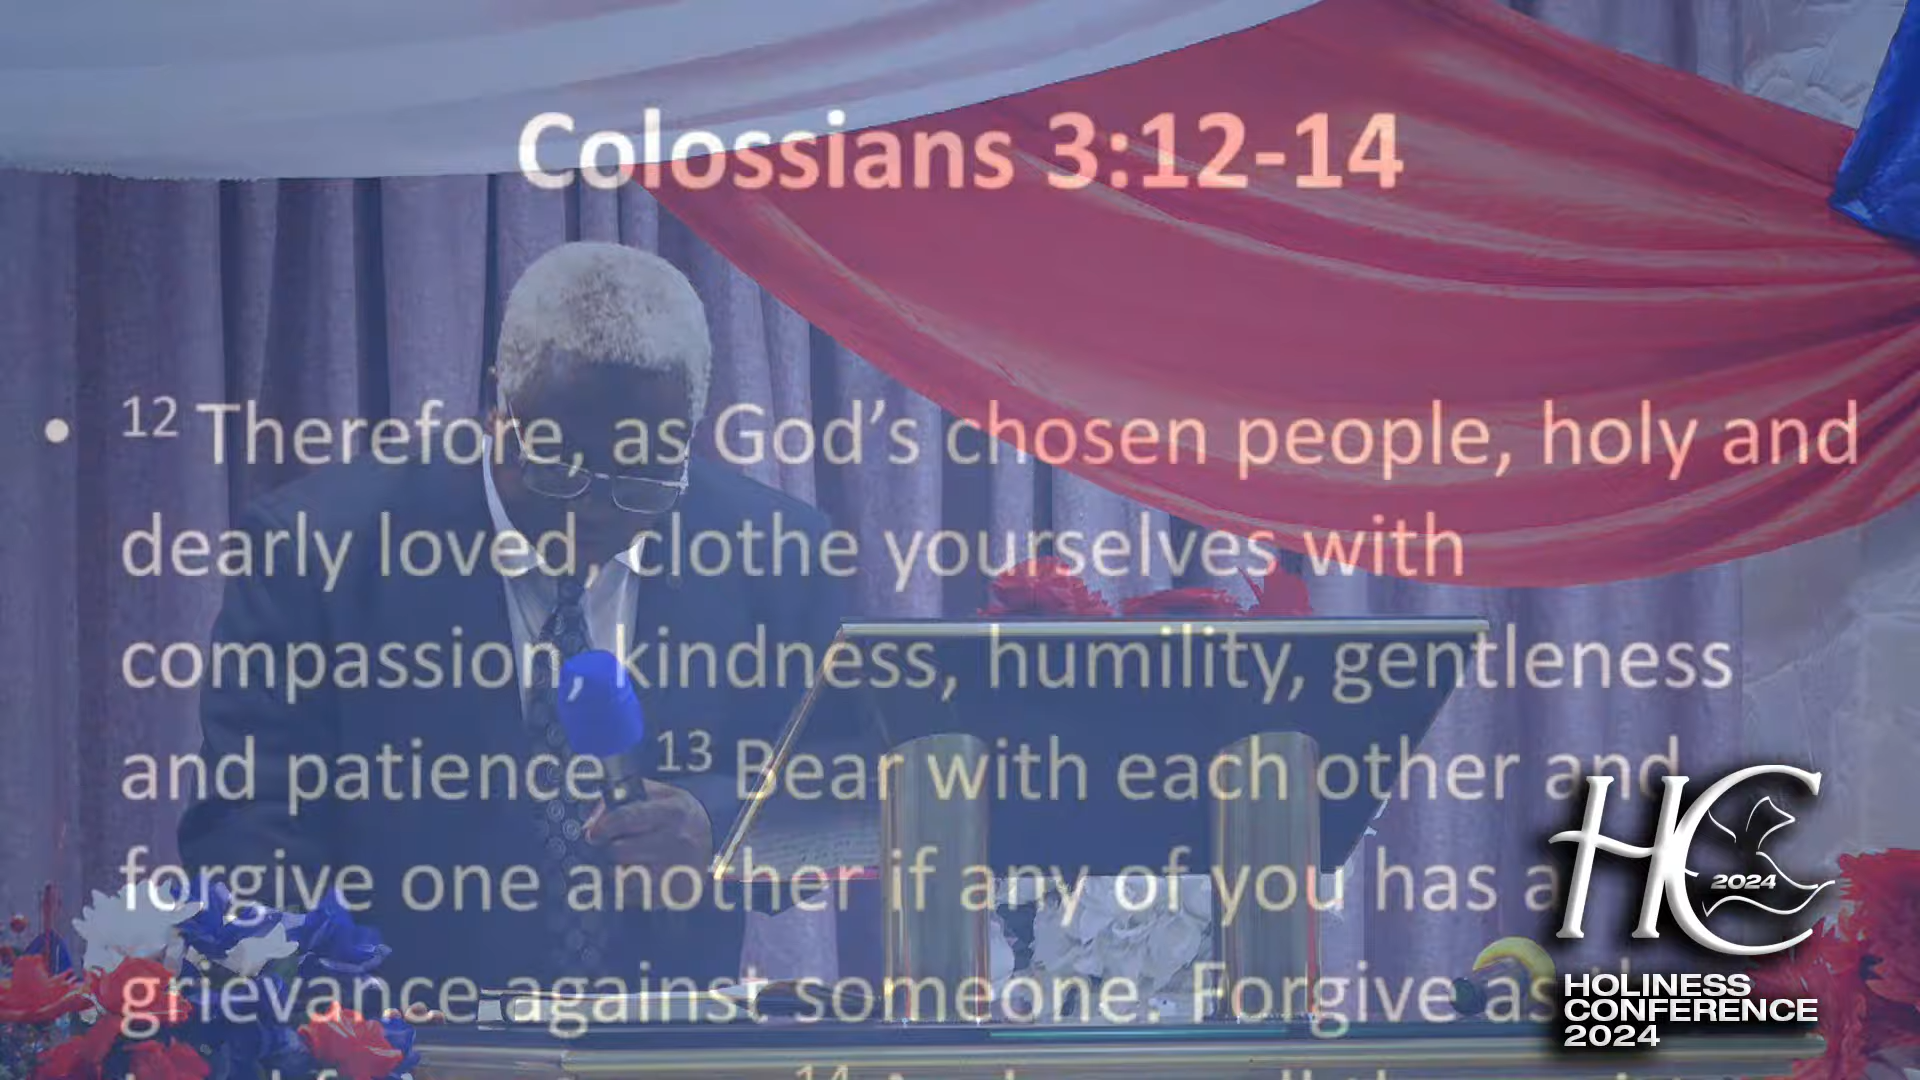 Colossians 3:12-14
• 12 Therefore, as God’s chosen people, holy and
dearly loved, clothe yourselves with
compassion, kindness, humility, gentleness
and patience. 13 Bear with each other and
forgive one another if any of you has a
grievance against someone. Forgive as
14
HC
2024
HOLINESS
CONFERENCE
2024